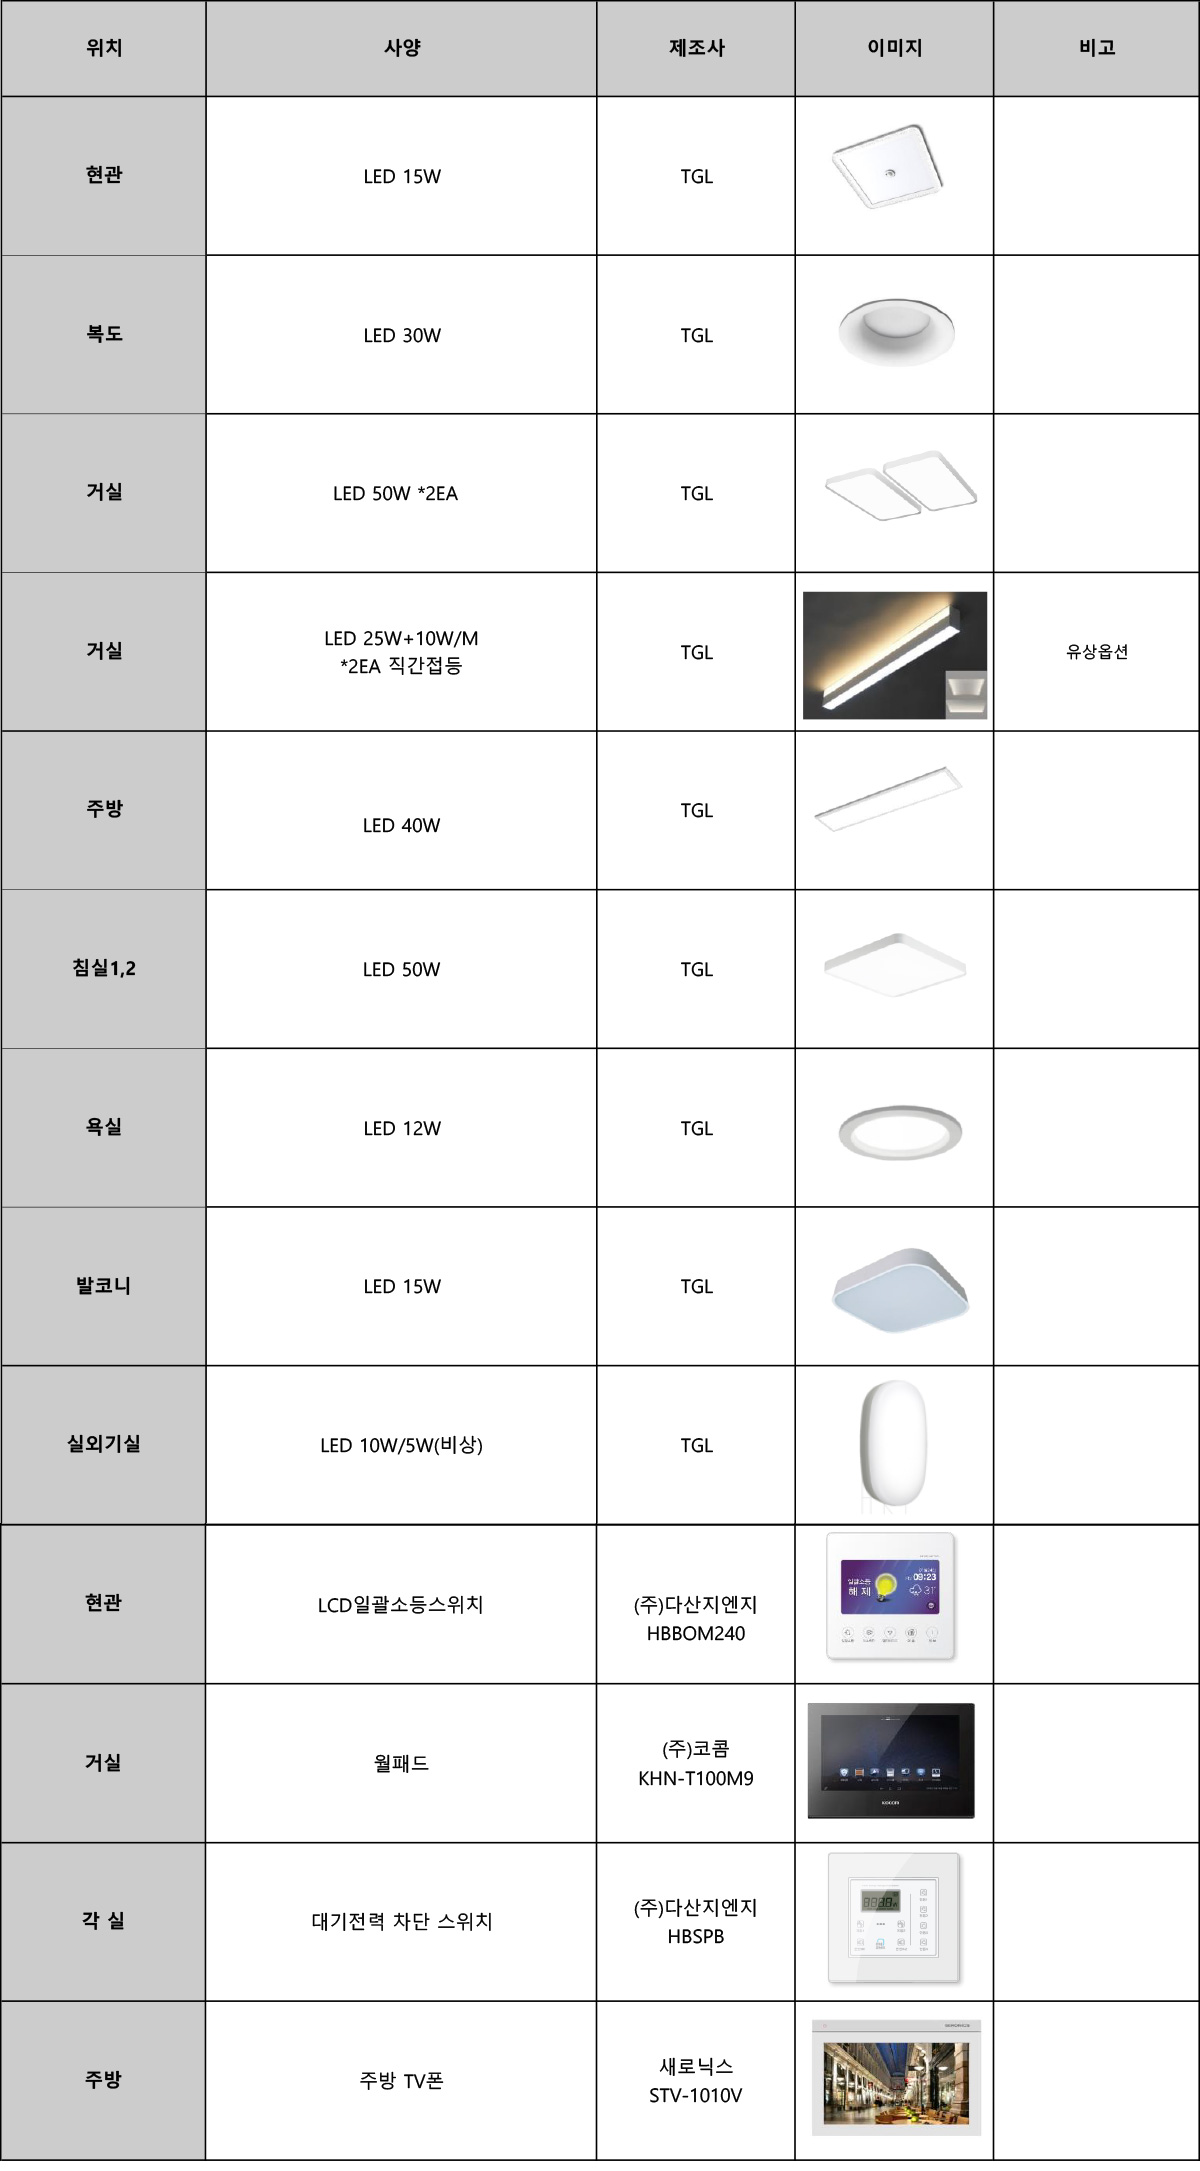 위치 사양 제조사 이미지 비고
현관 LED 15W TGL
복도 LED 30W TGL
거실 LED 50W *2EA TGL
거실 LED 25W+10W/M
*2EA 직간접등 TGL 유상옵션
주방 LED 40W TGL
침실1,2 LED 50W TGL
욕실 LED 12W TGL
발코니 LED 15W TGL
실외기실 LED 10W/5W(비상) TGL
현관 LCD일괄소등스위치 (주)다산지엔지
HBBOM240
일괄소등
해 제
09:23
31°
거실 월패드 (주)코콤
KHN-T100M9
KOCOM
각 실 대기전력 차단 스위치 (주)다산지엔지
HBSPB
주방 주방 TV폰 새로닉스
STV-1010V